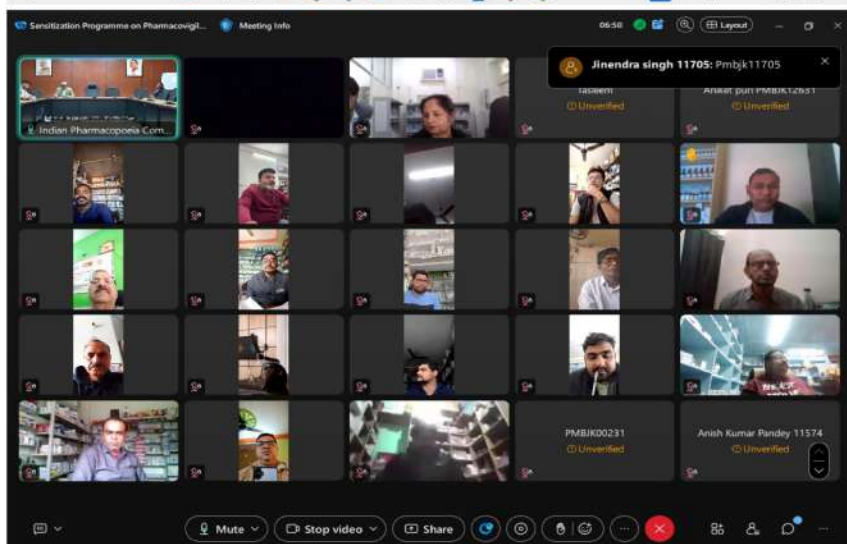 Sensitization Programme on Pharmacovigil...
Meeting Info
06:50
Layout
Jinendra singh 11705: Pmbjk11705
Tasleem
Unverified
Aniket puri PMBJK12631
Unverified
Indian Pharmacopoeia Com...
PMBJK00231
Unverified
Anish Kumar Pandey 11574
Unverified
Mute
Stop video
Share